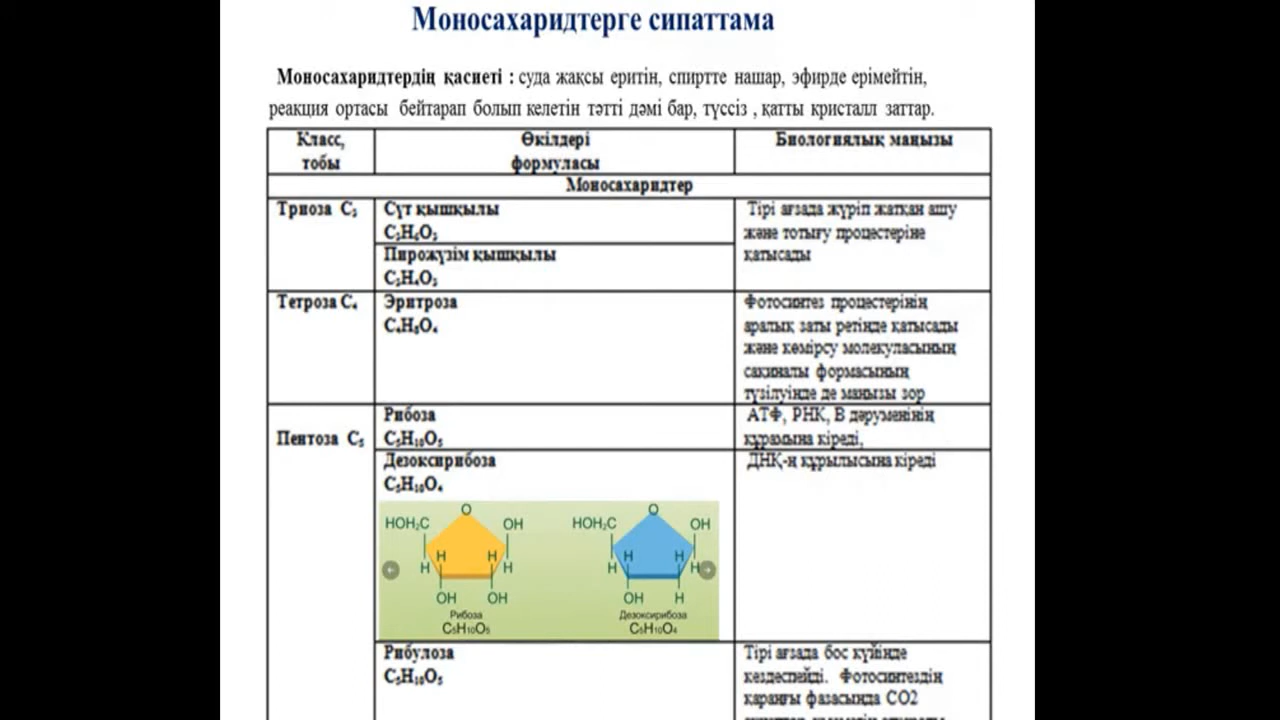 Моносахаридтерге сипаттама
Моносахаридтердің қасиеті : суда жақсы еритін, спиртте нашар, эфирде ерімейтін,
реакция ортасы бейтарап болып келетін тәтті дәмі бар, түссіз , қатты кристалл заттар.
Класс,
тобы
Өкілдері
формуласы
Биологиялық маңызы
Моносахаридтер
Триоза C₃
Сүт қышқылы
C₃H₆O₃
Пирожүзім қышқылы
C₃H₄O₃
Тірі ағзада жүріп жатқан ашу
және тотығу процестеріне
қатысады
Тетроза C₄
Эритроза
C₄H₈O₄
Фотосинтез процестерінің
аралық заты ретінде қатысады
және көмірсу молекуласының
сақиналы формасының
түзілуінде де маңызы зор
Пентоза C₅
Рибоза
C₅H₁₀O₅
АТФ, РНК, В дәруменінің
құрамына кіреді,
Дезоксирибоза
C₅H₁₀O₄
ДНҚ-ң құрылысына кіреді
O
HOH₂C
OH
H
H
H
H
OH
OH
Рибоза
C₅H₁₀O₅
O
HOH₂C
OH
H
H
H
H
OH
H
Дезоксирибоза
C₅H₁₀O₄
Рибулоза
C₅H₁₀O₅
Тірі ағзада бос күйінде
кездеспейді. Фотосинтездің
қараңғы фазасында СО2